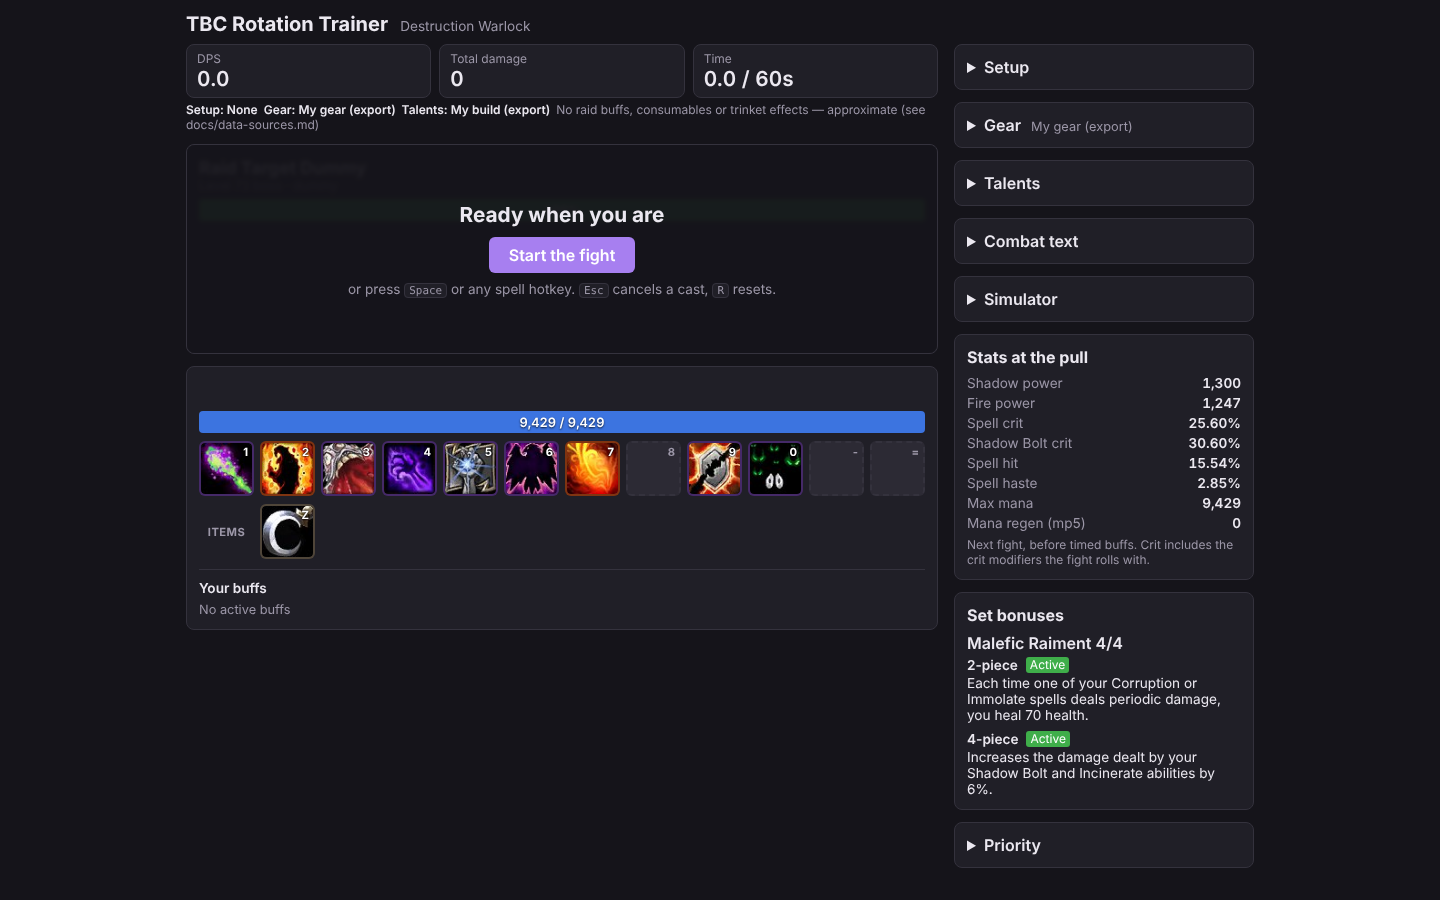 TBC Rotation Trainer Destruction Warlock
DPS
0.0
Total damage
0
Time
0.0 / 60s
Setup: None Gear: My gear (export) Talents: My build (export) No raid buffs, consumables or trinket effects — approximate (see
docs/data-sources.md)
Raid Target Dummy
Ready when you are
Start the fight
or press Space or any spell hotkey. Esc cancels a cast, R resets.
9,429 / 9,429
1 2 3 4 5 6 7 8 9 0 - =
ITEMS Z
Your buffs
No active buffs
Setup
Gear My gear (export)
Talents
Combat text
Simulator
Stats at the pull
Shadow power 1,300
Fire power 1,247
Spell crit 25.60%
Shadow Bolt crit 30.60%
Spell hit 15.54%
Spell haste 2.85%
Max mana 9,429
Mana regen (mp5) 0
Next fight, before timed buffs. Crit includes the
crit modifiers the fight rolls with.
Set bonuses
Malefic Raiment 4/4
2-piece Active
Each time one of your Corruption or
Immolate spells deals periodic damage,
you heal 70 health.
4-piece Active
Increases the damage dealt by your
Shadow Bolt and Incinerate abilities by
6%.
Priority